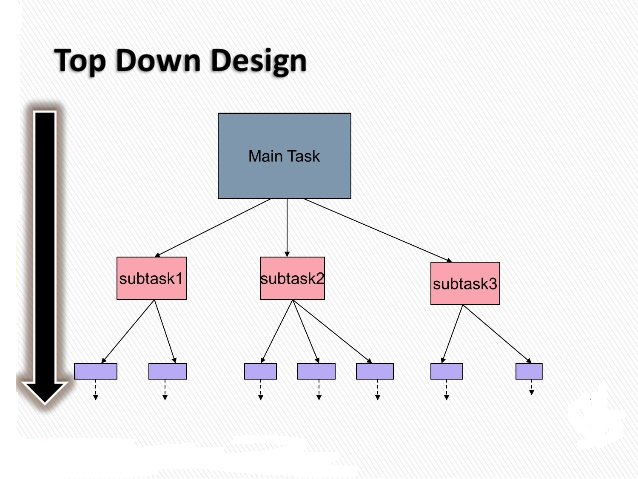 Top Down Design
Main Task
subtask1
subtask2
subtask3